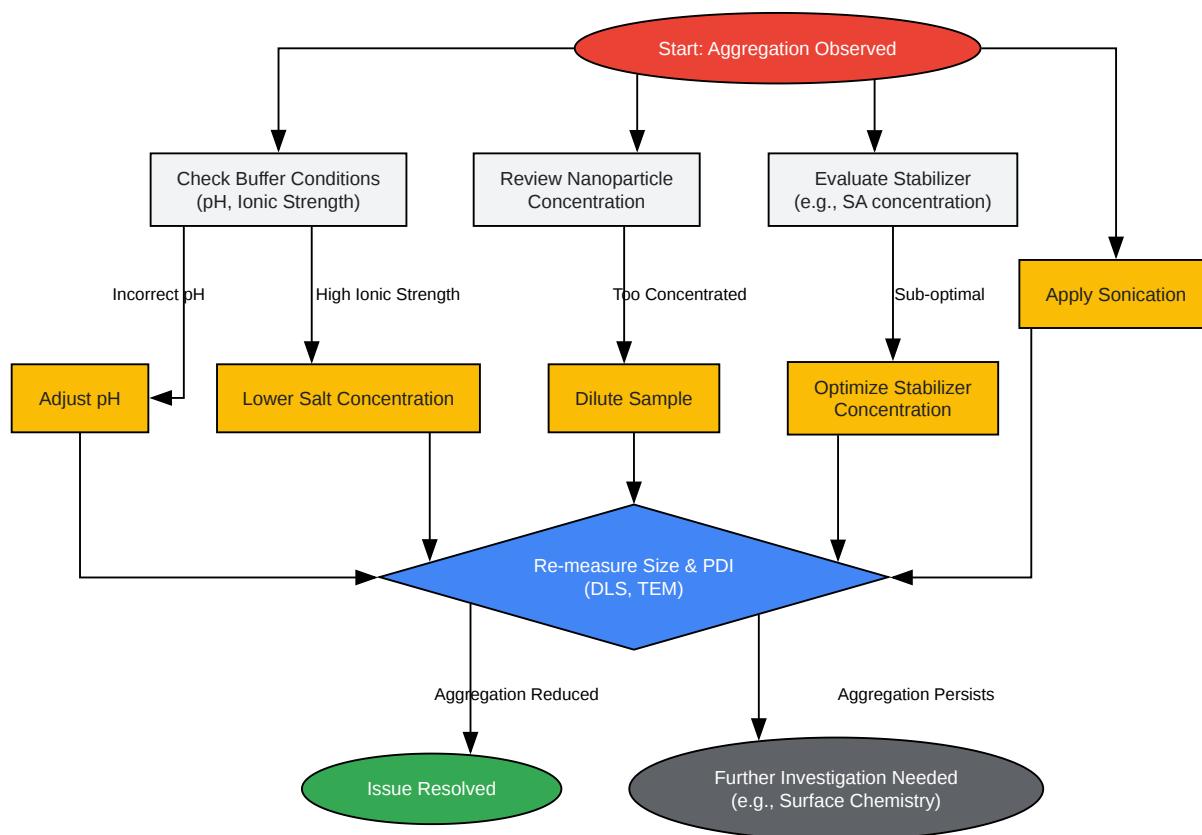 Start: Aggregation Observed
Check Buffer Conditions
(pH, Ionic Strength)
Review Nanoparticle
Concentration
Evaluate Stabilizer
(e.g., SA concentration)
Incorrect pH
High Ionic Strength
Too Concentrated
Sub-optimal
Apply Sonication
Adjust pH
Lower Salt Concentration
Dilute Sample
Optimize Stabilizer
Concentration
Re-measure Size & PDI
(DLS, TEM)
Aggregation Reduced
Aggregation Persists
Issue Resolved
Further Investigation Needed
(e.g., Surface Chemistry)